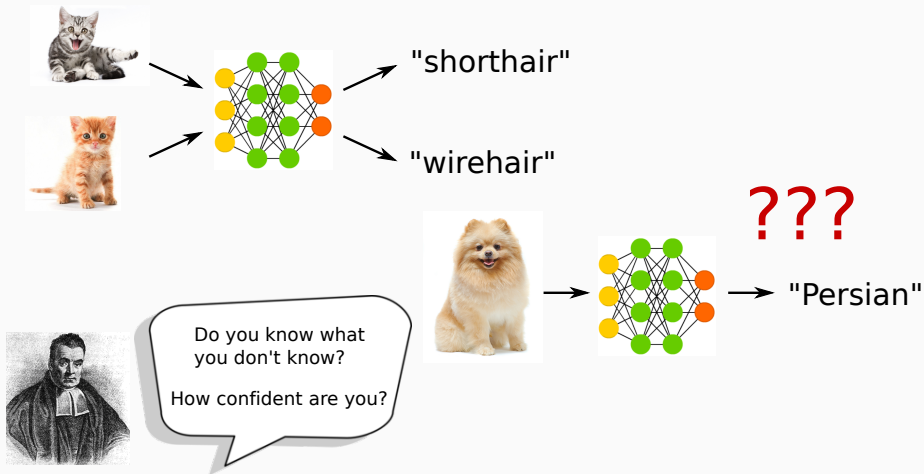 "shorthair"
"wirehair"
???
"Persian"
Do you know what
you don't know?
How confident are you?